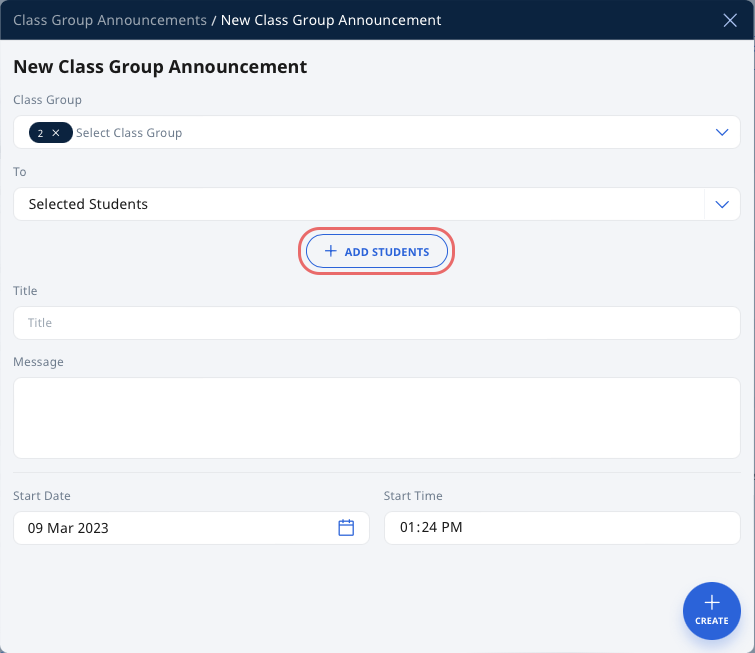 Class Group Announcements / New Class Group Announcement
New Class Group Announcement
Class Group
2 × Select Class Group
To
Selected Students
+ ADD STUDENTS
Title
Title
Message
Start Date
Start Time
09 Mar 2023
01:24 PM
+
CREATE